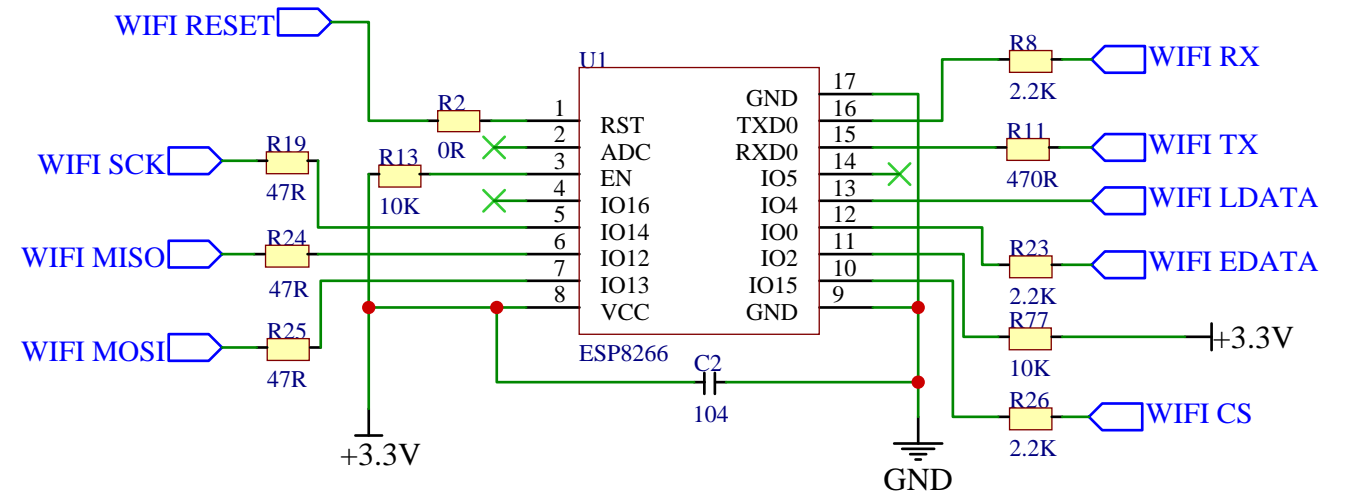 WIFI RESET
R2
0R
WIFI SCK
R19
47R
R13
10K
WIFI MISO
R24
47R
WIFI MOSI
R25
47R
+3.3V
U1
1
RST
2
ADC
3
EN
4
IO16
5
IO14
6
IO12
7
IO13
8
VCC
17
GND
16
TXD0
15
RXD0
14
IO5
13
IO4
12
IO0
11
IO2
10
IO15
9
GND
ESP8266
C2
104
GND
R8
2.2K
WIFI RX
R11
470R
WIFI TX
WIFI LDATA
R23
2.2K
WIFI EDATA
R77
10K
+3.3V
R26
2.2K
WIFI CS